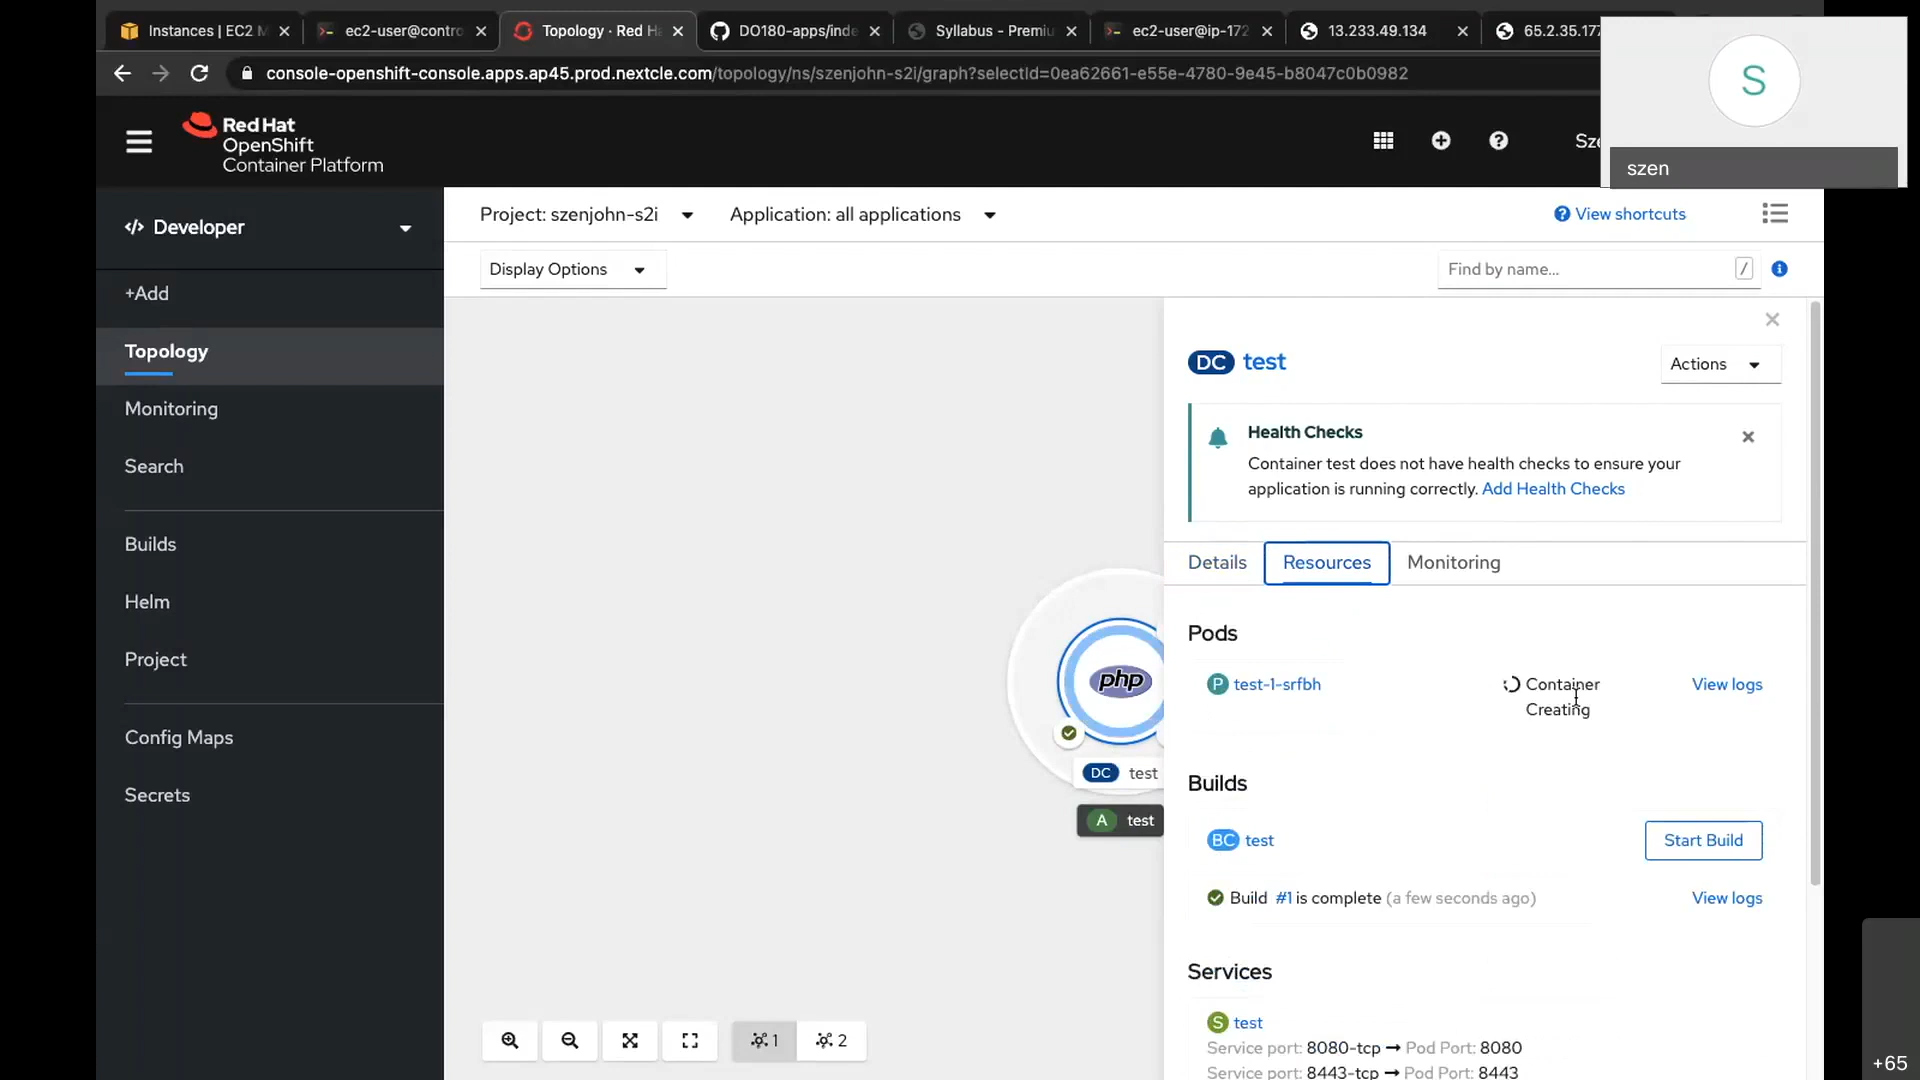 Instances | EC2 M
ec2-user@contro
Topology · Red Ha
DO180-apps/inde
Syllabus - Premiu
ec2-user@ip-172
13.233.49.134
65.2.35.177
console-openshift-console.apps.ap45.prod.nextcle.com/topology/ns/szenjohn-s2i/graph?selectId=0ea62661-e55e-4780-9e45-b8047c0b0982
S
szen
Red Hat
OpenShift
Container Platform
Sze
Developer
Project: szenjohn-s2i
Application: all applications
View shortcuts
Display Options
Find by name...
/
+Add
Topology
Monitoring
Search
Builds
Helm
Project
Config Maps
Secrets
DC test
Actions
Health Checks
Container test does not have health checks to ensure your
application is running correctly. Add Health Checks
Details
Resources
Monitoring
Pods
P test-1-srfbh
Container
Creating
View logs
php
DC test
A test
Builds
BC test
Start Build
Build #1 is complete (a few seconds ago)
View logs
Services
S test
Service port: 8080-tcp → Pod Port: 8080
Service port: 8443-tcp → Pod Port: 8443
1
2
+65